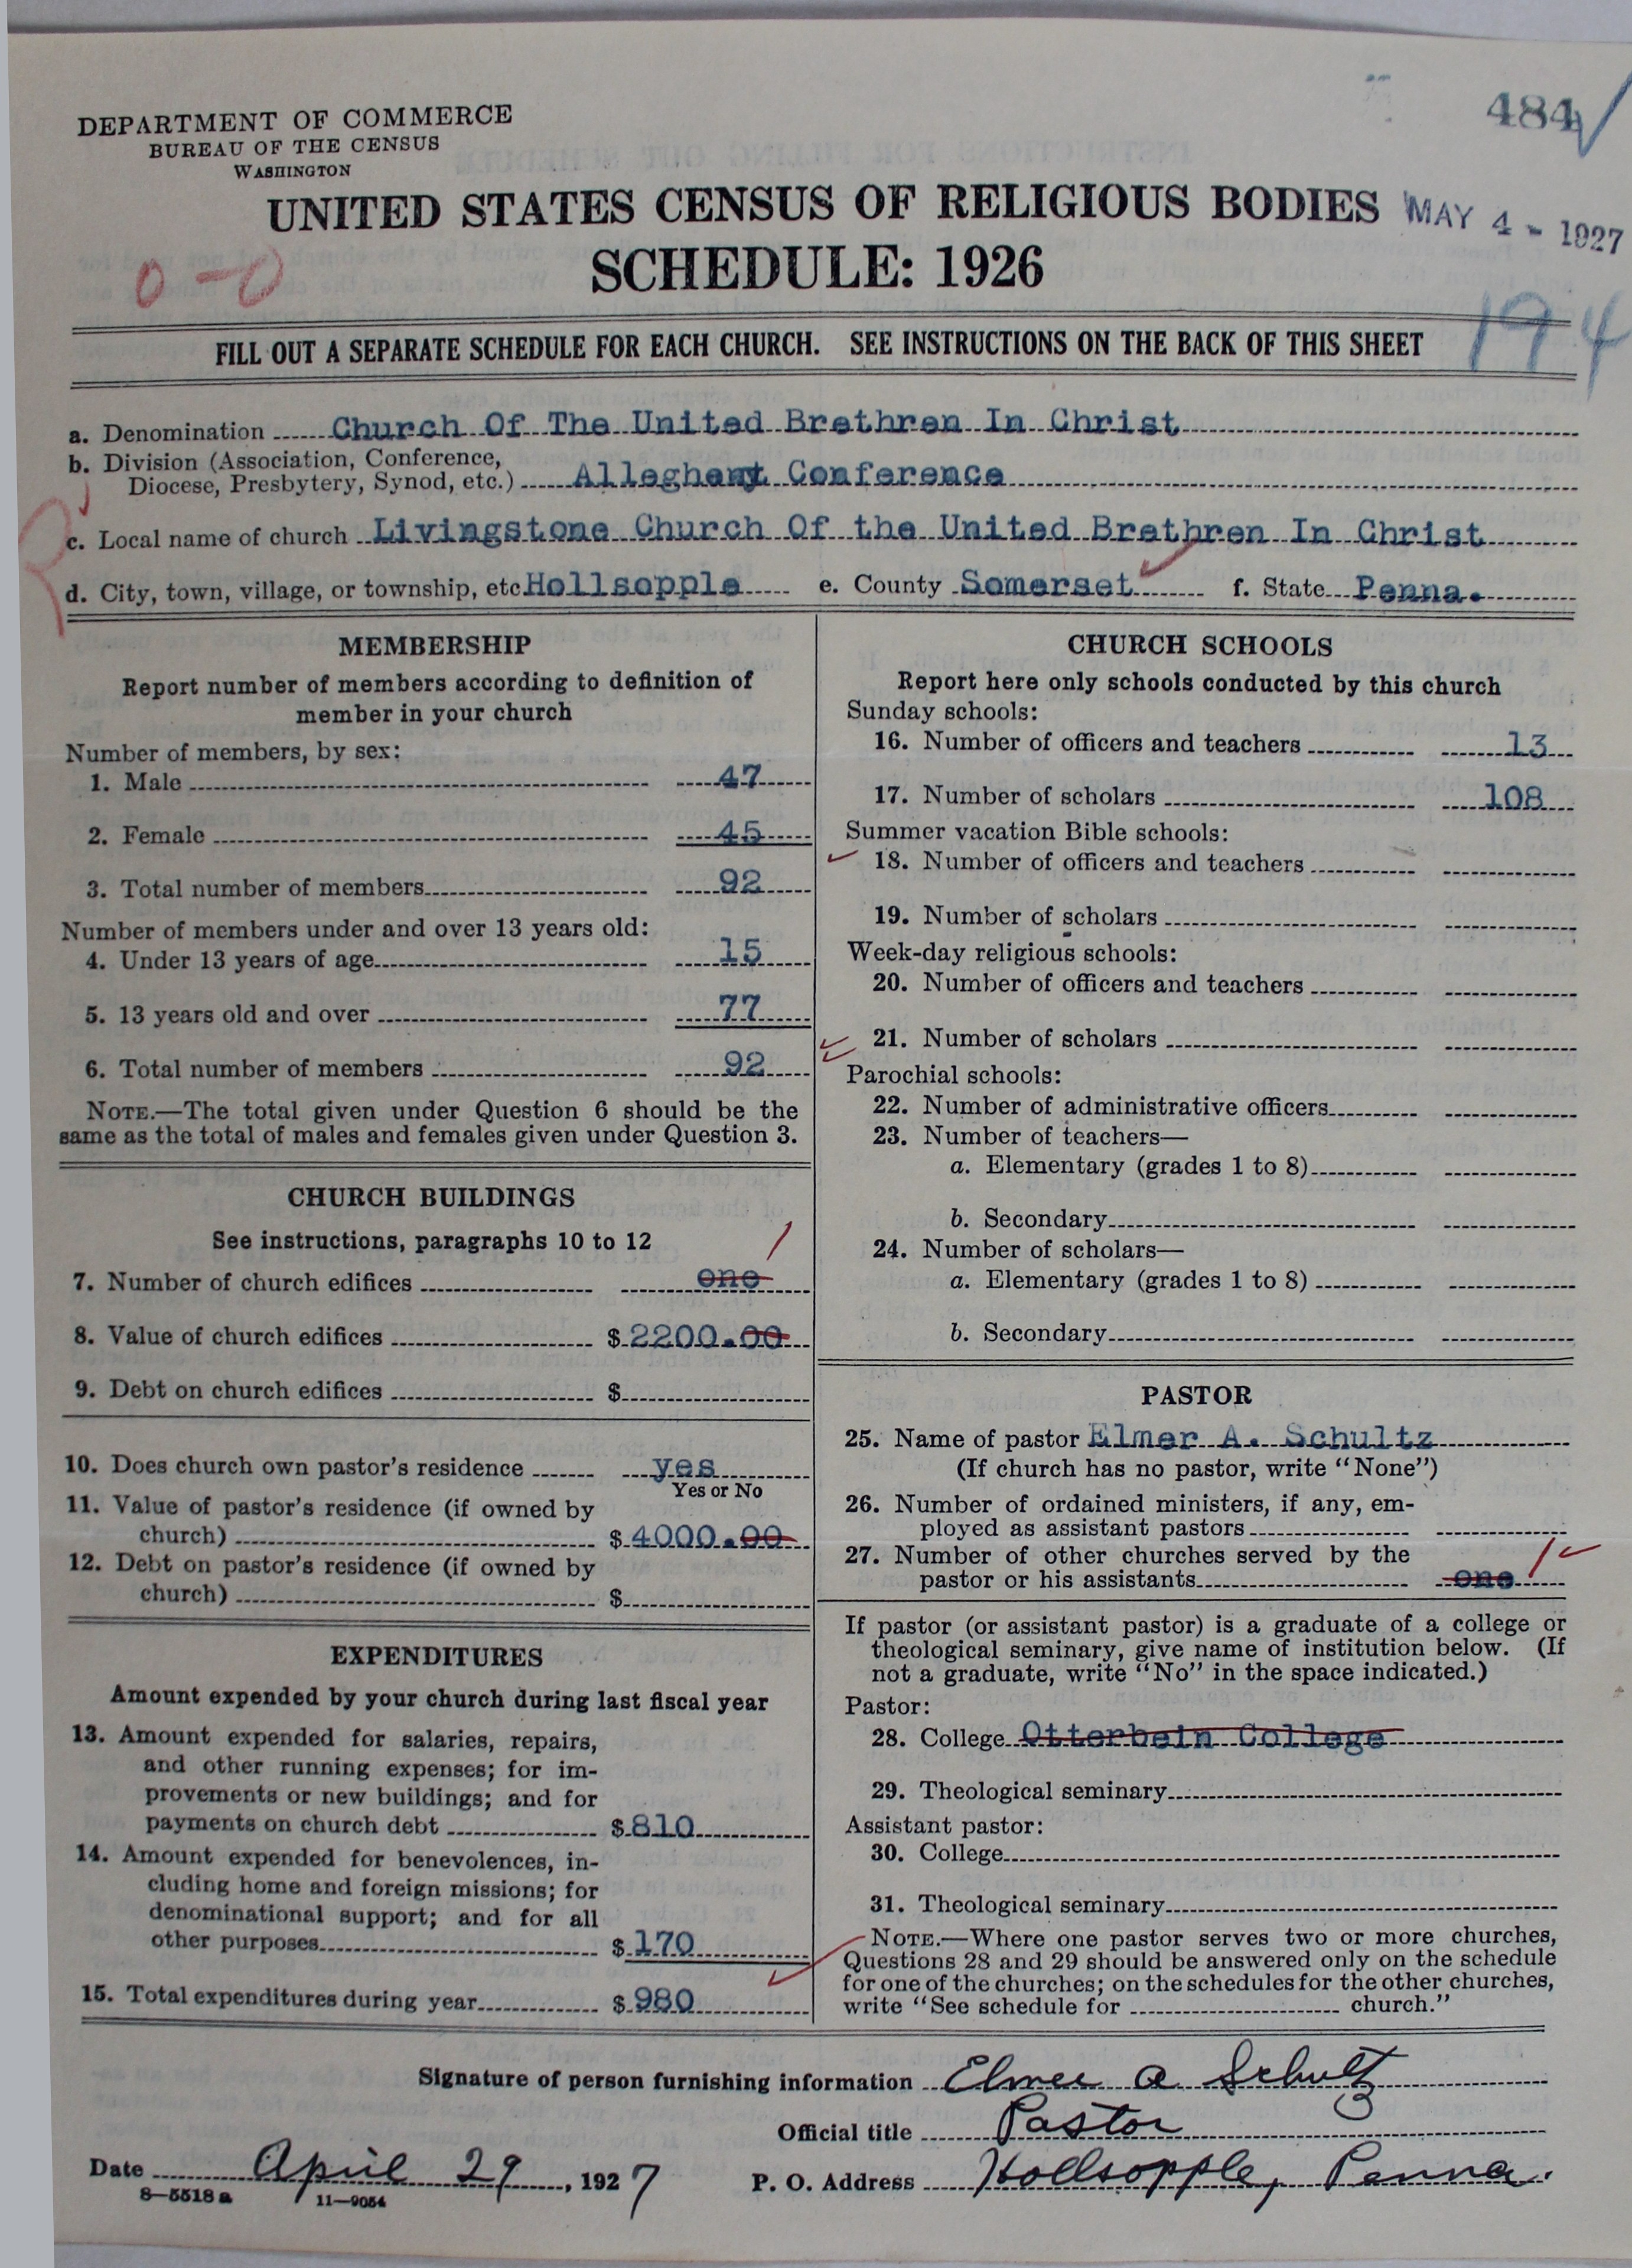 484
DEPARTMENT OF COMMERCE
BUREAU OF THE CENSUS
WASHINGTON
UNITED STATES CENSUS OF RELIGIOUS BODIES
MAY 4 - 1927
SCHEDULE: 1926
0-0
194
FILL OUT A SEPARATE SCHEDULE FOR EACH CHURCH. SEE INSTRUCTIONS ON THE BACK OF THIS SHEET
a. Denomination Church Of The United Brethren In Christ
b. Division (Association, Conference,
Diocese, Presbytery, Synod, etc.) Allegheny Conference
c. Local name of church Livingstone Church Of the United Brethren In Christ
d. City, town, village, or township, etc Hollsopple e. County Somerset f. State Penna.
MEMBERSHIP
Report number of members according to definition of
member in your church
Number of members, by sex:
1. Male 47
2. Female 45
3. Total number of members 92
Number of members under and over 13 years old:
4. Under 13 years of age 15
5. 13 years old and over 77
6. Total number of members 92
NOTE.—The total given under Question 6 should be the
same as the total of males and females given under Question 3.
CHURCH BUILDINGS
See instructions, paragraphs 10 to 12
7. Number of church edifices one 1
8. Value of church edifices $2200.00
9. Debt on church edifices $
10. Does church own pastor's residence yes
Yes or No
11. Value of pastor's residence (if owned by
church) $4000.00
12. Debt on pastor's residence (if owned by
church) $
EXPENDITURES
Amount expended by your church during last fiscal year
13. Amount expended for salaries, repairs,
and other running expenses; for im-
provements or new buildings; and for
payments on church debt $810
14. Amount expended for benevolences, in-
cluding home and foreign missions; for
denominational support; and for all
other purposes $170
15. Total expenditures during year $980
CHURCH SCHOOLS
Report here only schools conducted by this church
Sunday schools:
16. Number of officers and teachers 13
17. Number of scholars 108
Summer vacation Bible schools:
18. Number of officers and teachers
19. Number of scholars
Week-day religious schools:
20. Number of officers and teachers
21. Number of scholars
Parochial schools:
22. Number of administrative officers
23. Number of teachers—
a. Elementary (grades 1 to 8)
b. Secondary
24. Number of scholars—
a. Elementary (grades 1 to 8)
b. Secondary
PASTOR
25. Name of pastor Elmer A. Schultz
(If church has no pastor, write "None")
26. Number of ordained ministers, if any, em-
ployed as assistant pastors
27. Number of other churches served by the
pastor or his assistants one 1
If pastor (or assistant pastor) is a graduate of a college or
theological seminary, give name of institution below. (If
not a graduate, write "No" in the space indicated.)
Pastor:
28. College Otterbein College
29. Theological seminary
Assistant pastor:
30. College
31. Theological seminary
NOTE.—Where one pastor serves two or more churches,
Questions 28 and 29 should be answered only on the schedule
for one of the churches; on the schedules for the other churches,
write "See schedule for church."
Signature of person furnishing information Elmer A Schultz
Official title Pastor
Date April 29, 1927 P. O. Address Hollsopple, Penna.
8—5518a 11—9054